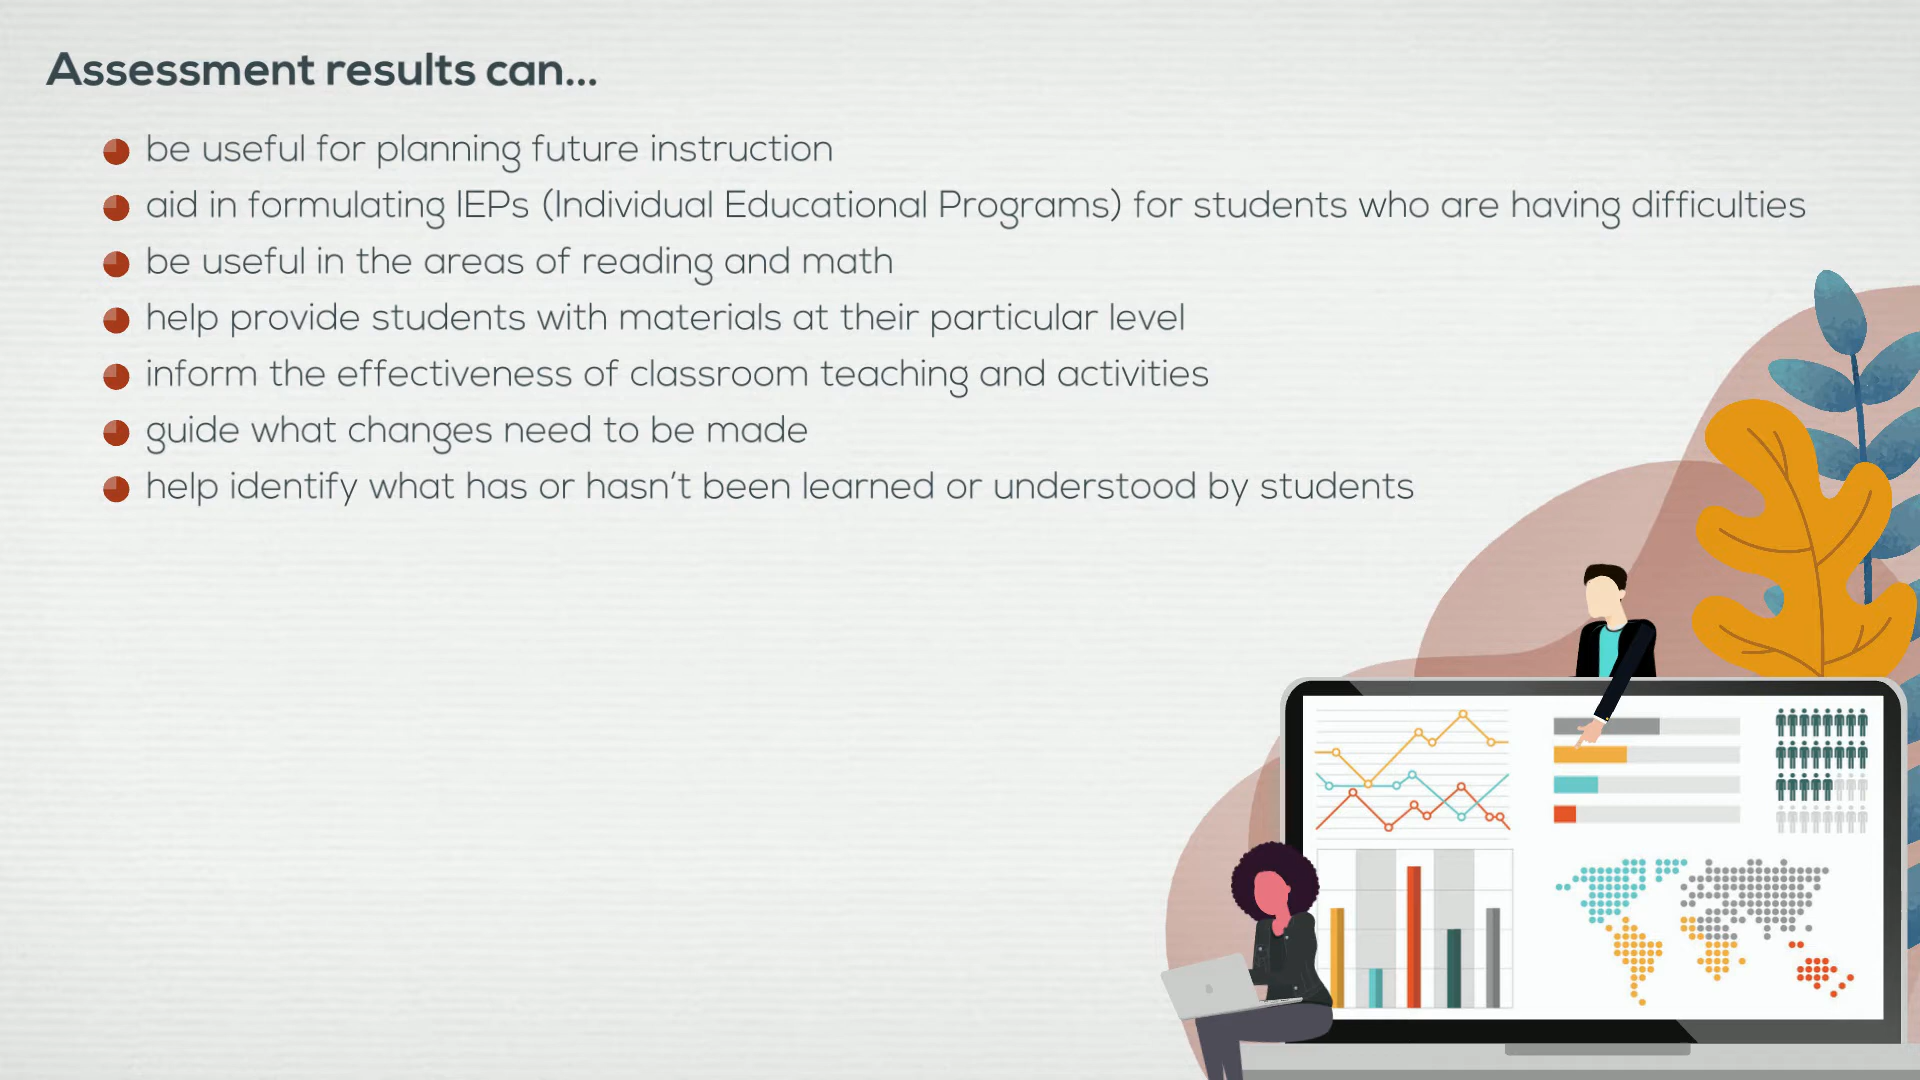 Assessment results can...
be useful for planning future instruction
aid in formulating IEPs (Individual Educational Programs) for students who are having difficulties
be useful in the areas of reading and math
help provide students with materials at their particular level
inform the effectiveness of classroom teaching and activities
guide what changes need to be made
help identify what has or hasn't been learned or understood by students